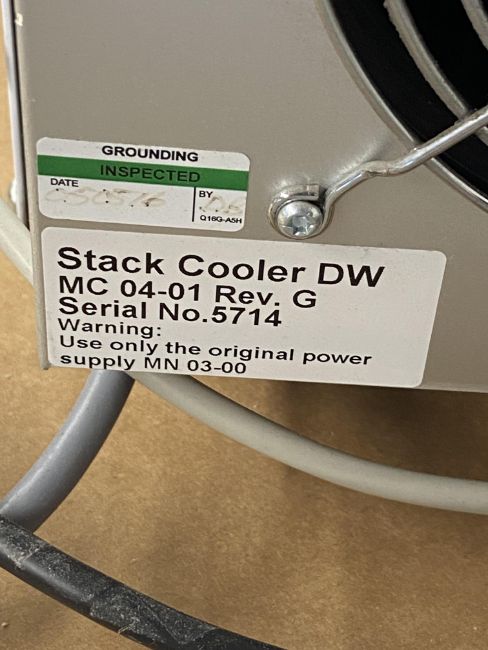 GROUNDING
INSPECTED
DATE
BY
Q16G-A5H
Stack Cooler DW
MC 04-01 Rev. G
Serial No.5714
Warning:
Use only the original power
supply MN 03-00